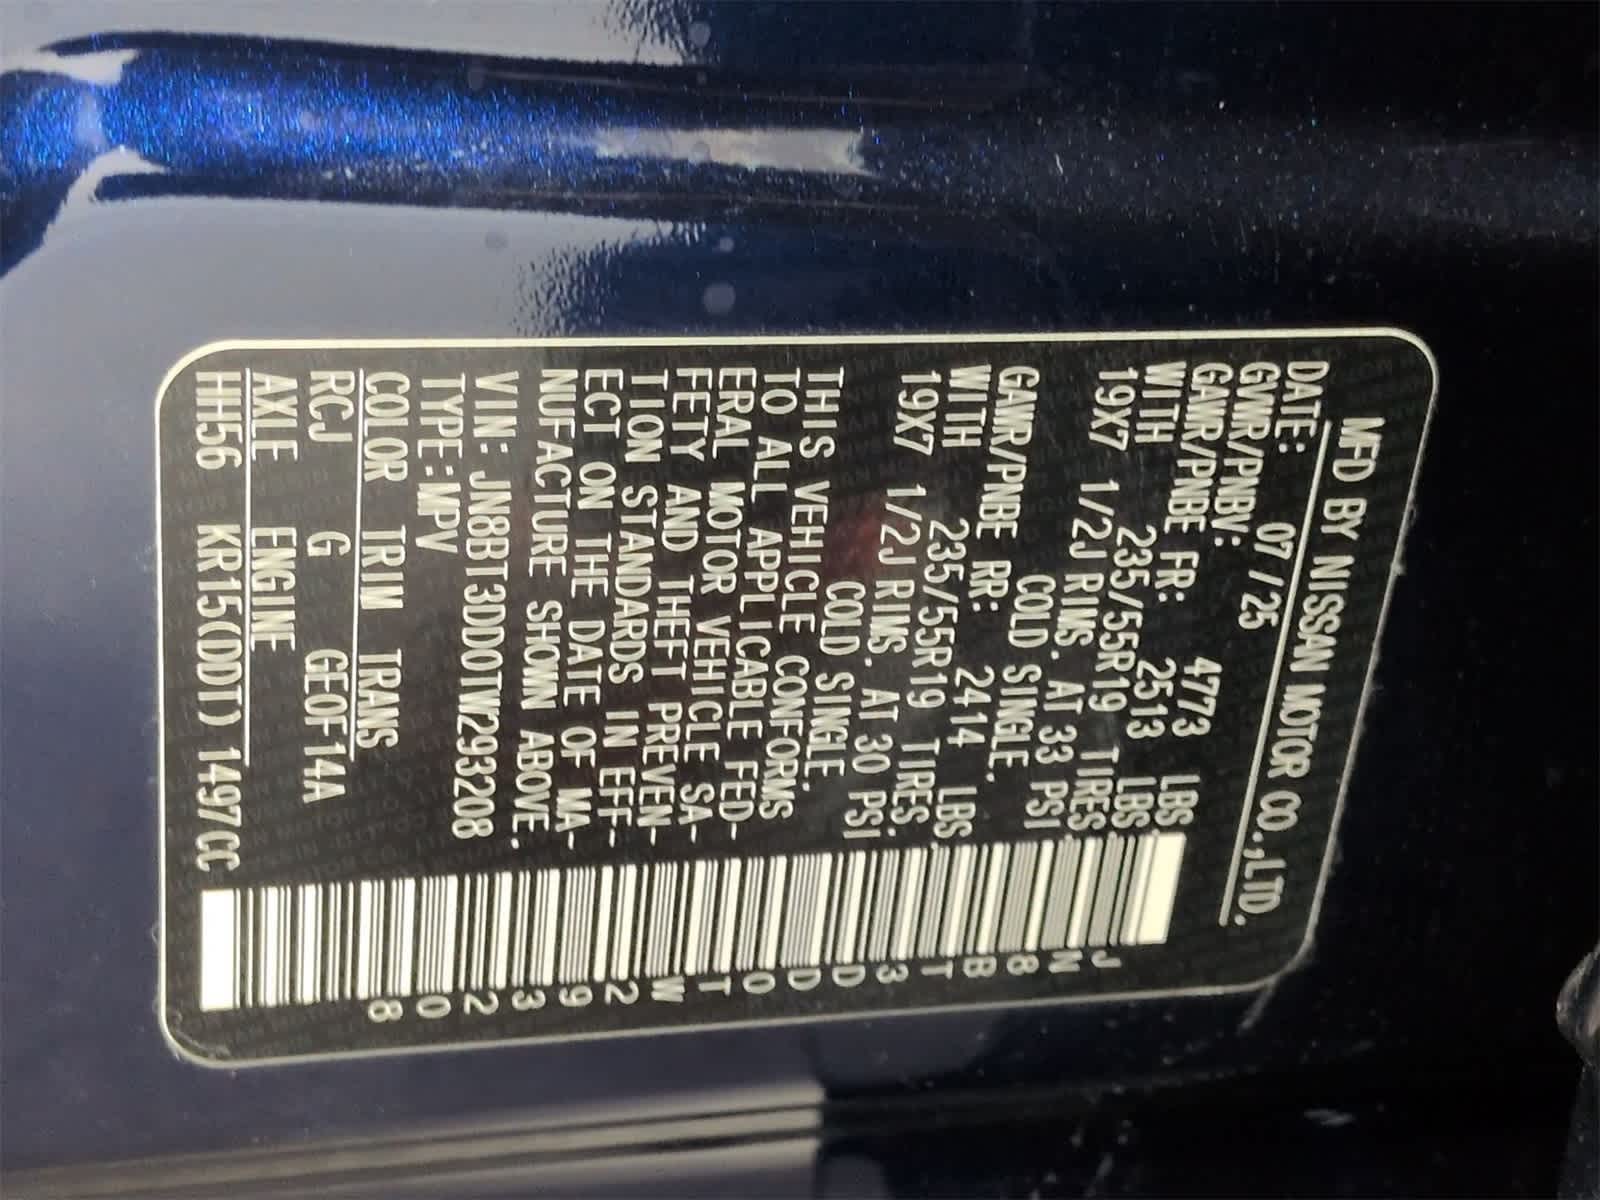 MFD BY NISSAN MOTOR CO.,LTD.
DATE: 07/25
GVWR/PNBV: 4773 LBS
GAWR/PNBE FR: 2513 LBS
WITH 235/55R19 TIRES
19X7 1/2J RIMS. AT 33 PSI
COLD SINGLE.
GAWR/PNBE RR: 2414 LBS
WITH 235/55R19 TIRES.
19X7 1/2J RIMS. AT 30 PSI
COLD SINGLE.
THIS VEHICLE CONFORMS
TO ALL APPLICABLE FED-
ERAL MOTOR VEHICLE SA-
FETY AND THEFT PREVEN-
TION STANDARDS IN EFF-
ECT ON THE DATE OF MA-
NUFACTURE SHOWN ABOVE.
VIN: JN8BT3DD0TW293208
TYPE:MPV
COLOR TRIM TRANS
RCJ G GE0F14A
AXLE ENGINE
HH56 KR15(DDT) 1497CC
JN8BT3DD0TW293208